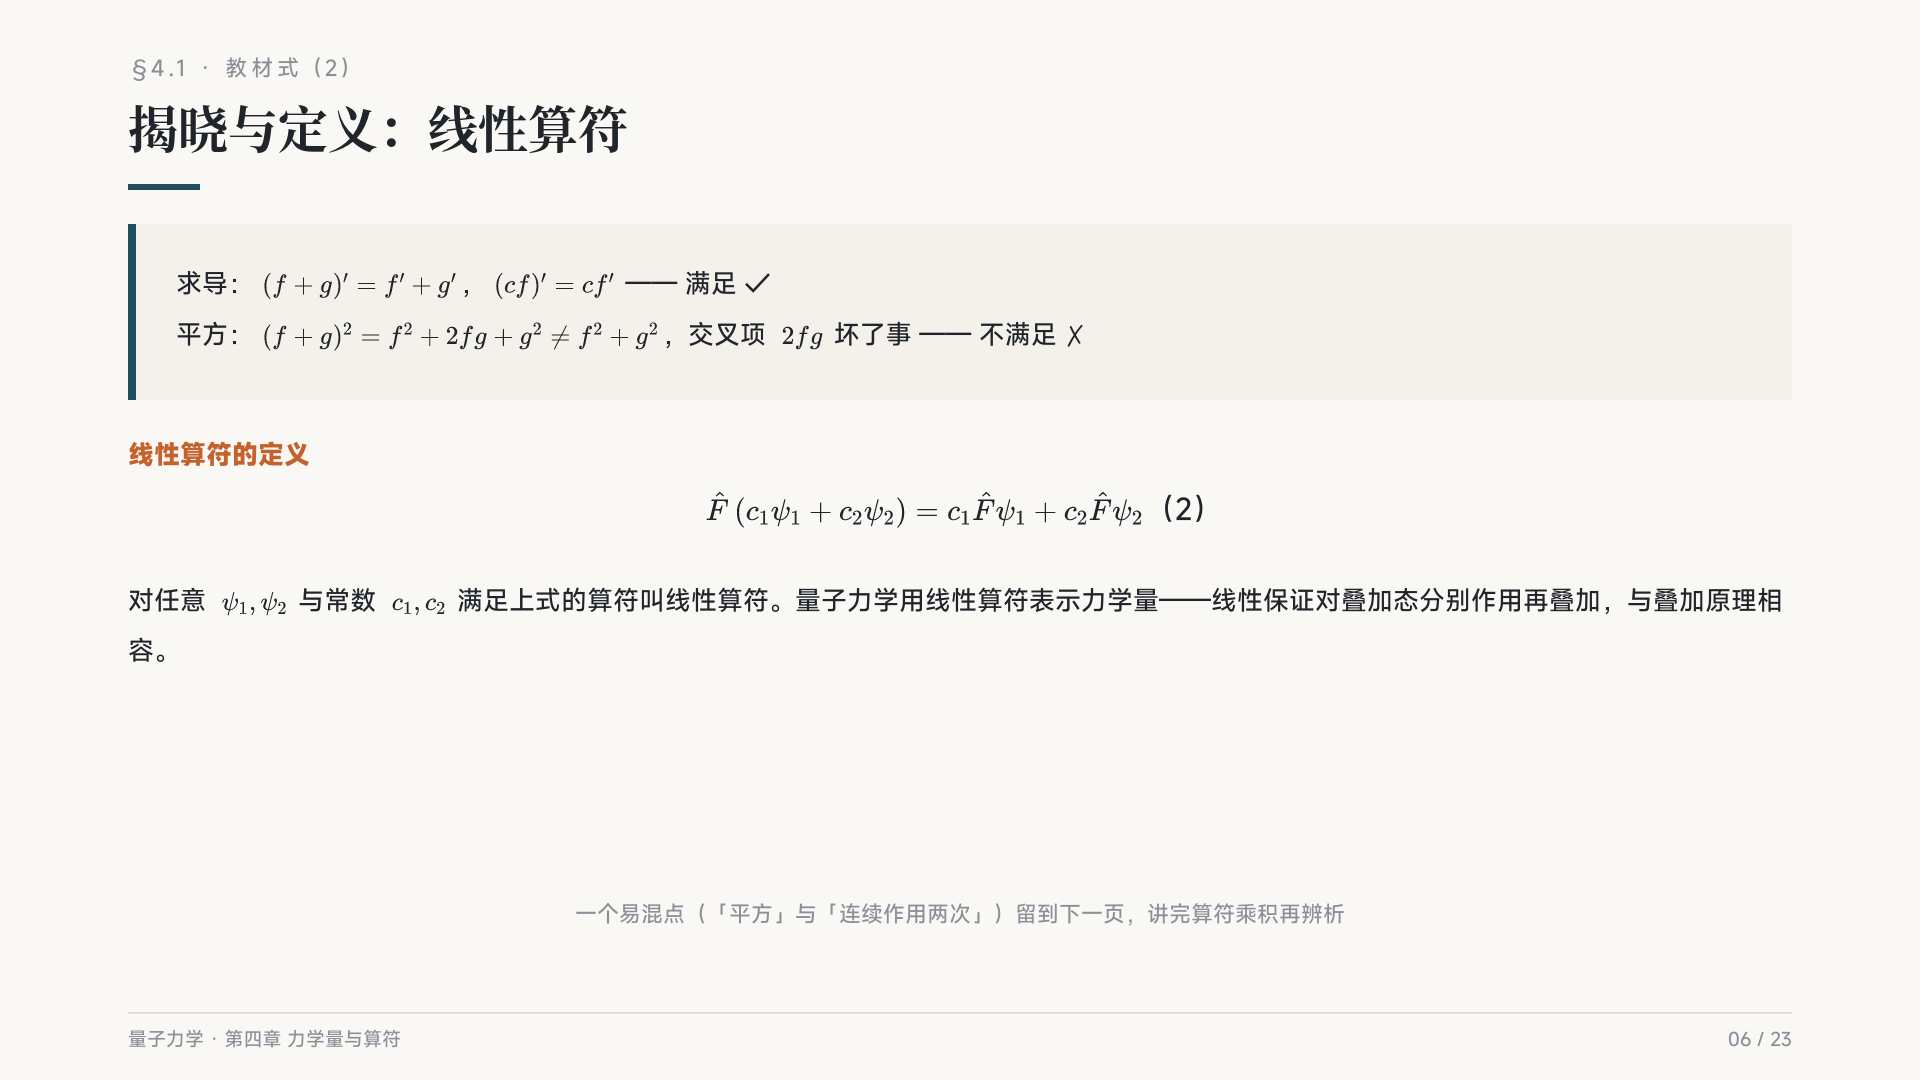 §4.1 · 教材式（2）
揭晓与定义：线性算符
求导： (f + g)′ = f′ + g′ ， (cf)′ = cf′ —— 满足 ✓
平方： (f + g)² = f² + 2fg + g² ≠ f² + g² ，交叉项 2fg 坏了事 —— 不满足 ✗
线性算符的定义
F̂ (c₁ψ₁ + c₂ψ₂) = c₁F̂ψ₁ + c₂F̂ψ₂ （2）
对任意 ψ₁, ψ₂ 与常数 c₁, c₂ 满足上式的算符叫线性算符。量子力学用线性算符表示力学量——线性保证对叠加态分别作用再叠加，与叠加原理相
容。
一个易混点（「平方」与「连续作用两次」）留到下一页，讲完算符乘积再辨析
量子力学 · 第四章 力学量与算符
06 / 23